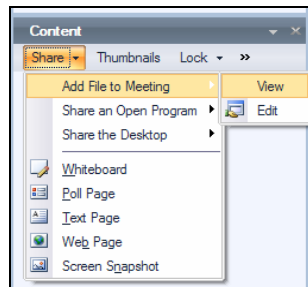 Content
Share Thumbnails Lock »
Add File to Meeting View
Share an Open Program Edit
Share the Desktop
Whiteboard
Poll Page
Text Page
Web Page
Screen Snapshot